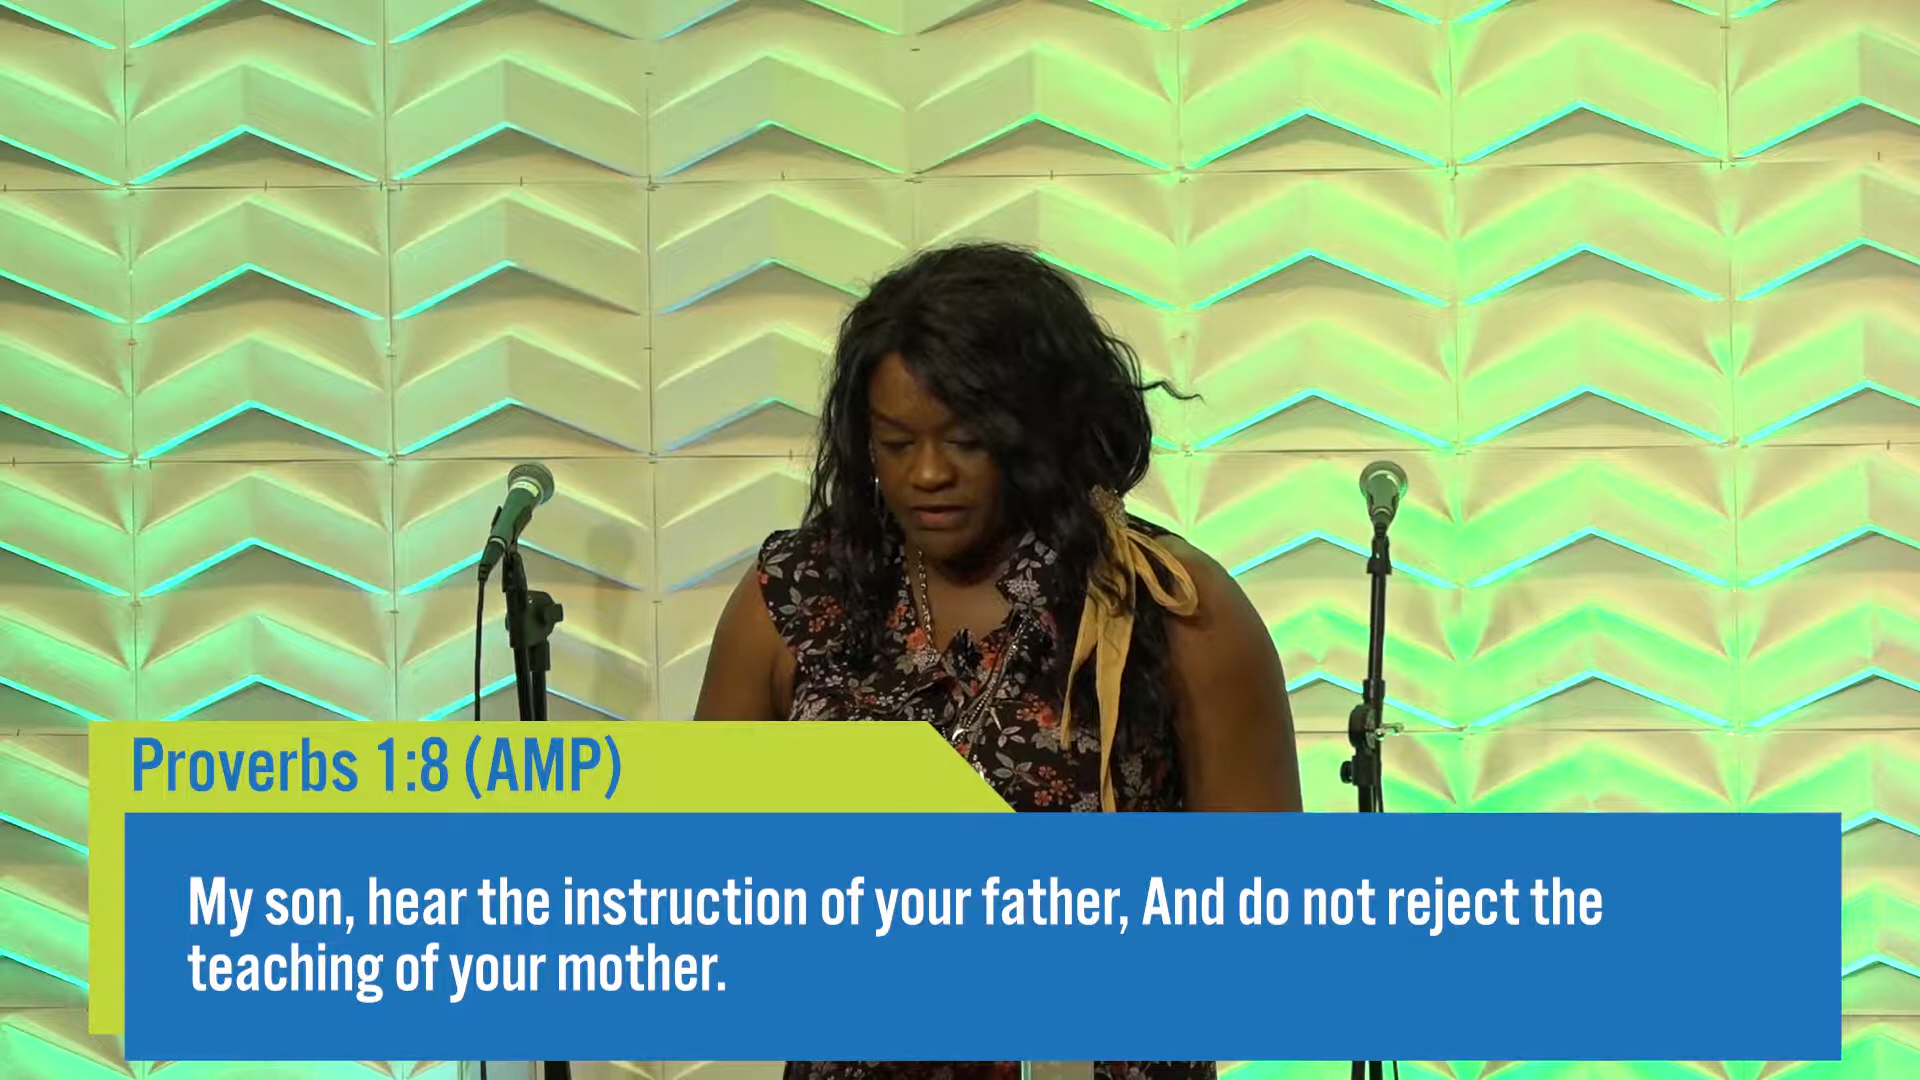 Proverbs 1:8 (AMP)
My son, hear the instruction of your father, And do not reject the
teaching of your mother.